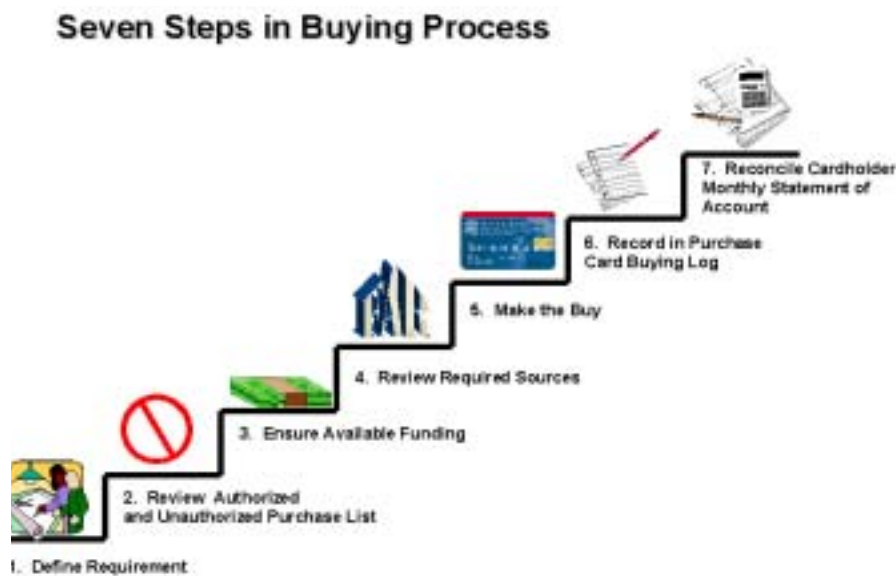 Seven Steps in Buying Process
7. Reconcile Cardholder
Monthly Statement of
Account
6. Record in Purchase
Card Buying Log
5. Make the Buy
4. Review Required Sources
3. Ensure Available Funding
2. Review Authorized
and Unauthorized Purchase List
1. Define Requirement